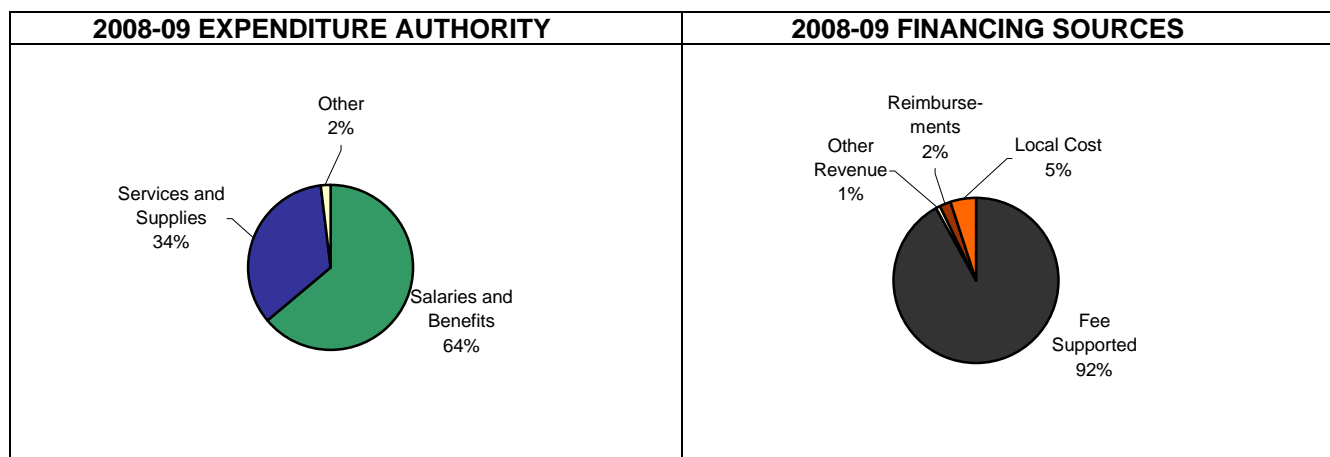 2008-09 EXPENDITURE AUTHORITY
Other
2%
Services and
Supplies
34%
Salaries and
Benefits
64%
2008-09 FINANCING SOURCES
Reimburse-
ments
2%
Other
Revenue
1%
Local Cost
5%
Fee
Supported
92%